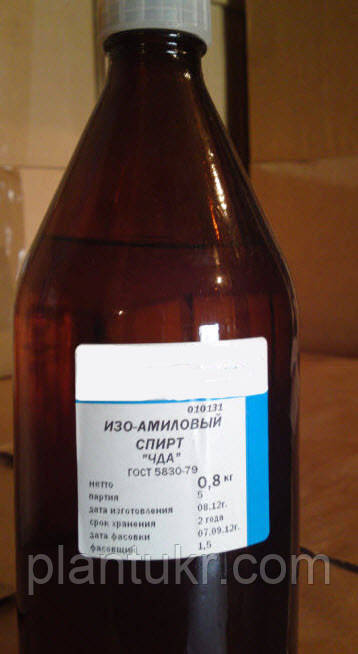 010131
ИЗО-АМИЛОВЫЙ
СПИРТ
"ЧДА"
ГОСТ 5830-79
нетто 0,8 кг
партия 5
дата изготовления 08.12г.
срок хранения 2 года
дата фасовки 07.09.12г.
фасовщик 1,5
plantukr.com